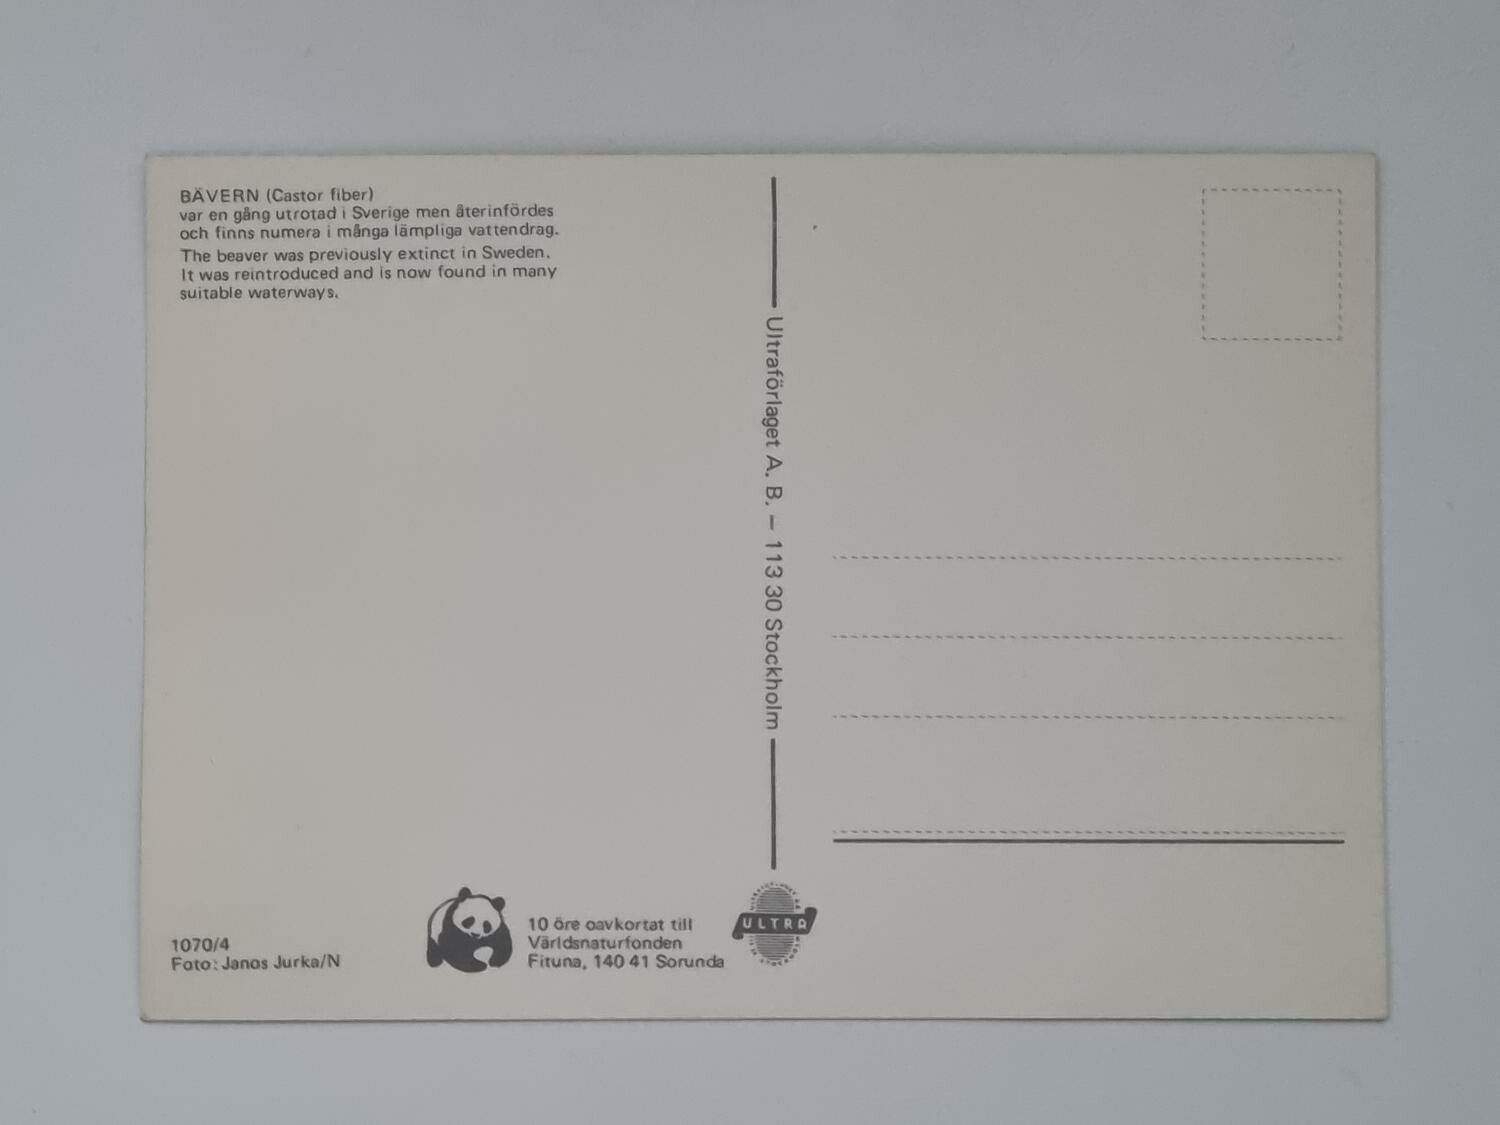 BÄVERN (Castor fiber)
var en gång utrotad i Sverige men återinfördes
och finns numera i många lämpliga vattendrag.
The beaver was previously extinct in Sweden.
It was reintroduced and is now found in many
suitable waterways.
Ultraförlaget A. B. – 113 30 Stockholm
1070/4
Foto: Janos Jurka/N
10 öre oavkortat till
Världsnaturfonden
Fituna, 140 41 Sorunda
ULTRA